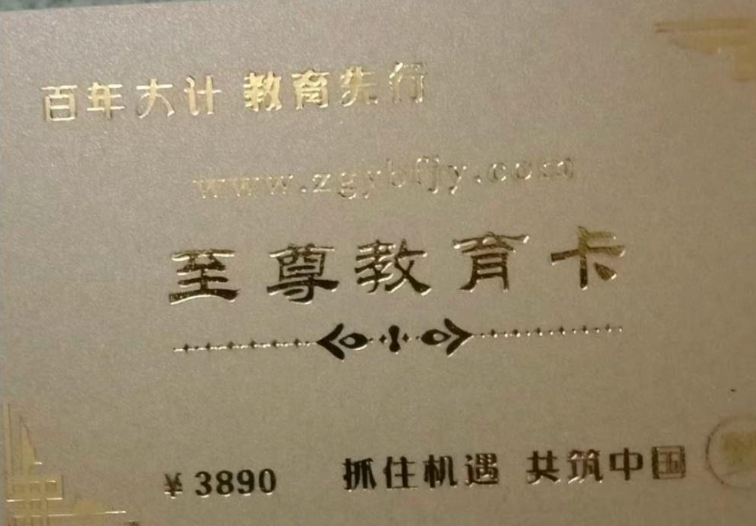 百年大计 教育先行
www.zgybfjy.com
至尊教育卡
¥3890 抓住机遇 共筑中国